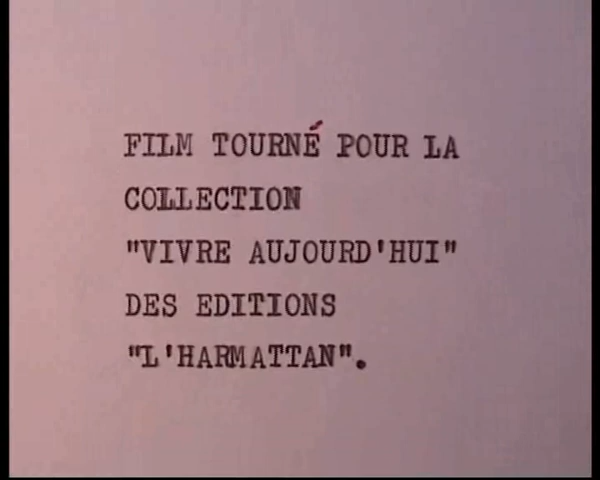 FILM TOURNÉ POUR LA
COLLECTION
"VIVRE AUJOURD'HUI"
DES EDITIONS
"L'HARMATTAN".